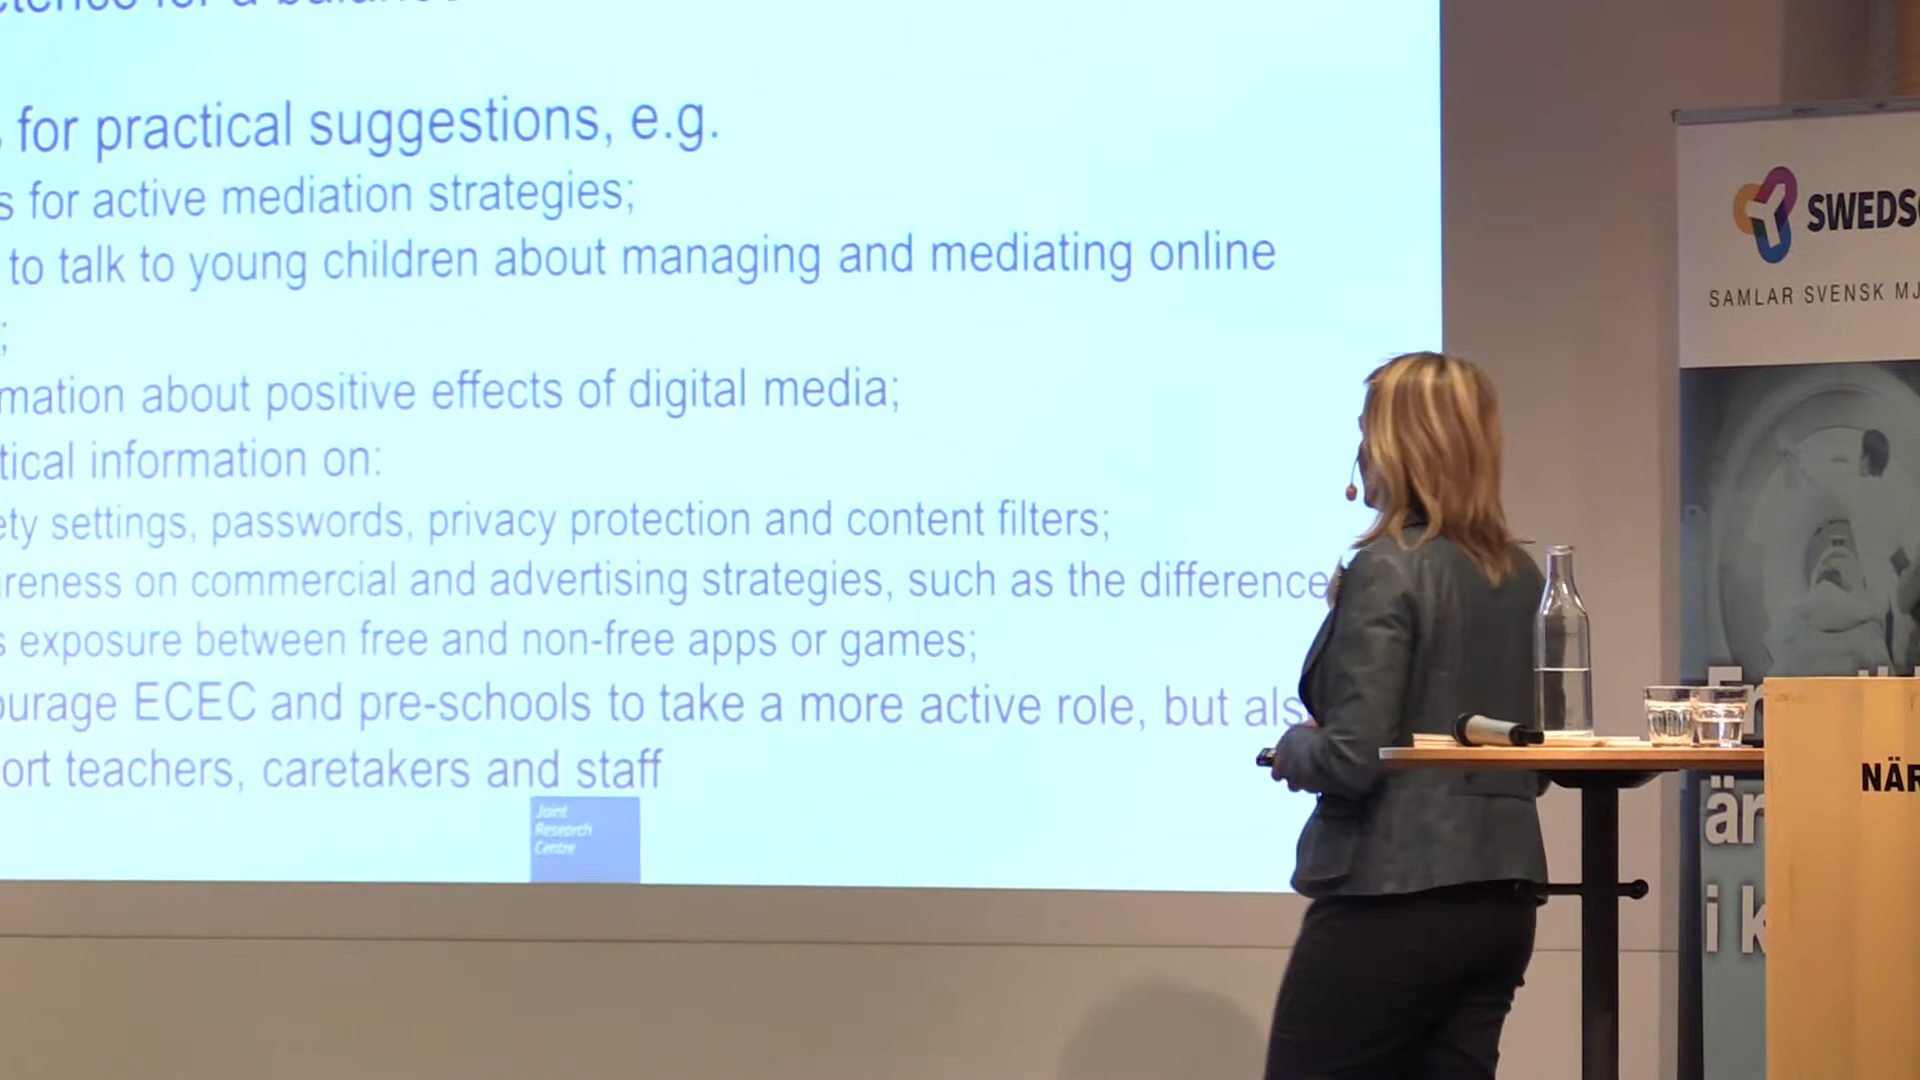 for practical suggestions, e.g.
s for active mediation strategies;
to talk to young children about managing and mediating online
;
mation about positive effects of digital media;
tical information on:
ety settings, passwords, privacy protection and content filters;
reness on commercial and advertising strategies, such as the difference
s exposure between free and non-free apps or games;
ourage ECEC and pre-schools to take a more active role, but als
ort teachers, caretakers and staff
Joint
Research
Centre
SWEDS
SAMLAR SVENSK MJ
NÄR
är
i k